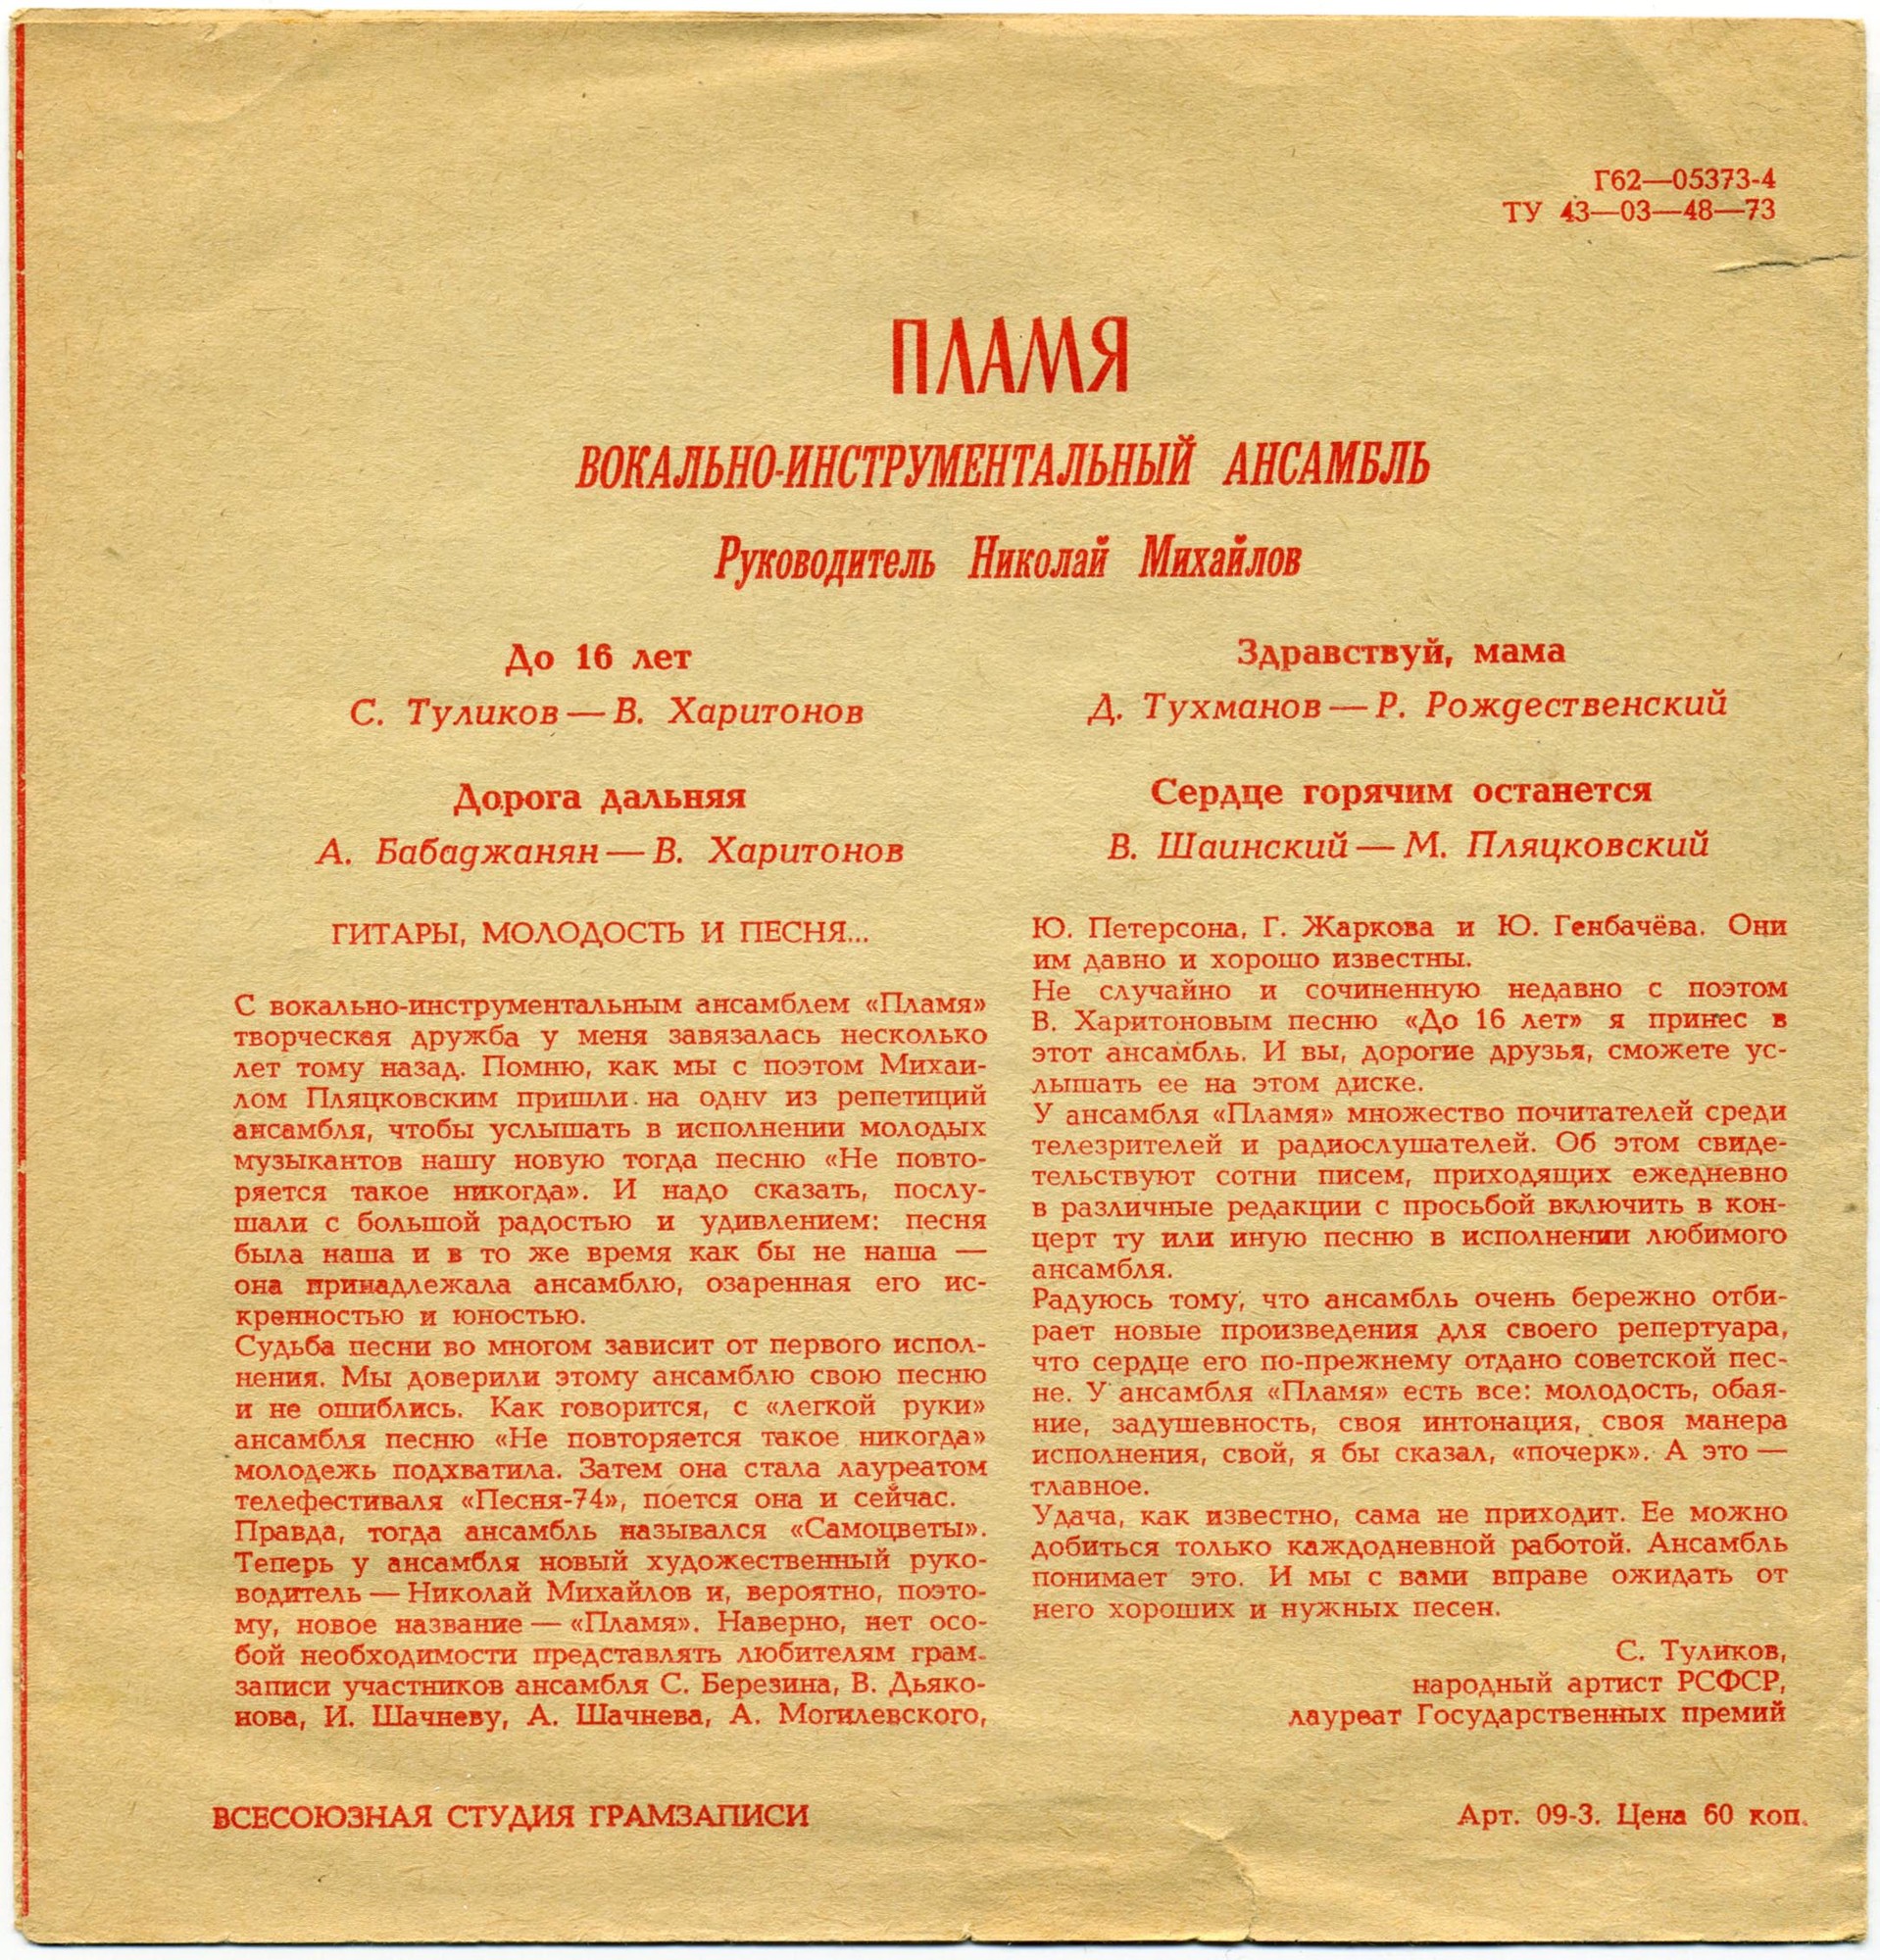 Г62—05373-4
ТУ 43—03—48—73
ПЛАМЯ
ВОКАЛЬНО-ИНСТРУМЕНТАЛЬНЫЙ АНСАМБЛЬ
Руководитель Николай Михайлов
До 16 лет
С. Туликов — В. Харитонов
Дорога дальняя
А. Бабаджанян — В. Харитонов
Здравствуй, мама
Д. Тухманов — Р. Рождественский
Сердце горячим останется
В. Шаинский — М. Пляцковский
ГИТАРЫ, МОЛОДОСТЬ И ПЕСНЯ...
С вокально-инструментальным ансамблем «Пламя»
творческая дружба у меня завязалась несколько
лет тому назад. Помню, как мы с поэтом Михаи-
лом Пляцковским пришли на одну из репетиций
ансамбля, чтобы услышать в исполнении молодых
музыкантов нашу новую тогда песню «Не повто-
ряется такое никогда». И надо сказать, послу-
шали с большой радостью и удивлением: песня
была наша и в то же время как бы не наша —
она принадлежала ансамблю, озаренная его ис-
кренностью и юностью.
Судьба песни во многом зависит от первого испол-
нения. Мы доверили этому ансамблю свою песню
и не ошиблись. Как говорится, с «легкой руки»
ансамбля песню «Не повторяется такое никогда»
молодежь подхватила. Затем она стала лауреатом
телефестиваля «Песня-74», поется она и сейчас.
Правда, тогда ансамбль назывался «Самоцветы».
Теперь у ансамбля новый художественный руко-
водитель — Николай Михайлов и, вероятно, поэто-
му, новое название — «Пламя». Наверно, нет осо-
бой необходимости представлять любителям грам-
записи участников ансамбля С. Березина, В. Дьяко-
нова, И. Шачневу, А. Шачнева, А. Могилевского,
Ю. Петерсона, Г. Жаркова и Ю. Генбачёва. Они
им давно и хорошо известны.
Не случайно и сочиненную недавно с поэтом
В. Харитоновым песню «До 16 лет» я принес в
этот ансамбль. И вы, дорогие друзья, сможете ус-
лышать ее на этом диске.
У ансамбля «Пламя» множество почитателей среди
телезрителей и радиослушателей. Об этом свиде-
тельствуют сотни писем, приходящих ежедневно
в различные редакции с просьбой включить в кон-
церт ту или иную песню в исполнении любимого
ансамбля.
Радуюсь тому, что ансамбль очень бережно отби-
рает новые произведения для своего репертуара,
что сердце его по-прежнему отдано советской пес-
не. У ансамбля «Пламя» есть все: молодость, обая-
ние, задушевность, своя интонация, своя манера
исполнения, свой, я бы сказал, «почерк». А это —
главное.
Удача, как известно, сама не приходит. Ее можно
добиться только каждодневной работой. Ансамбль
понимает это. И мы с вами вправе ожидать от
него хороших и нужных песен.
С. Туликов,
народный артист РСФСР,
лауреат Государственных премий
ВСЕСОЮЗНАЯ СТУДИЯ ГРАМЗАПИСИ
Арт. 09-3. Цена 60 коп.